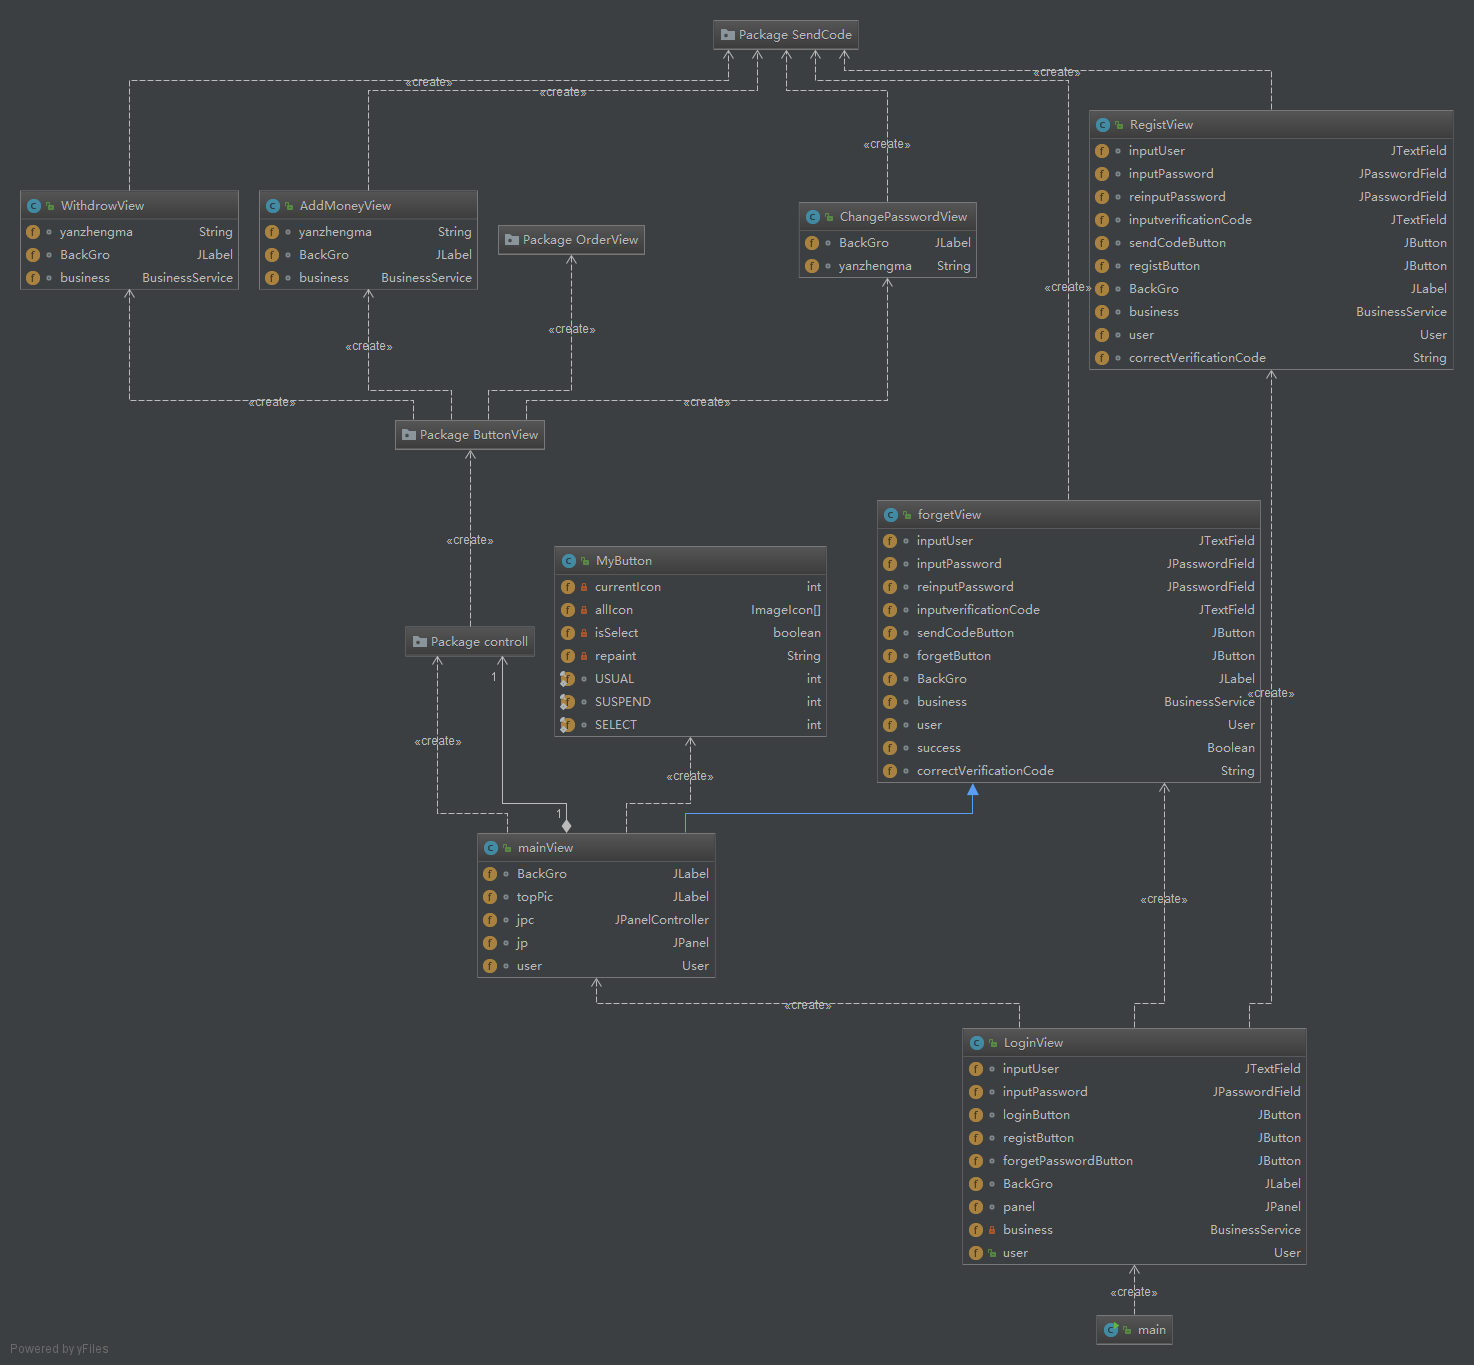 Package SendCode
«create»
«create»
«create»
«create»
RegistView
inputUser JTextField
inputPassword JPasswordField
reinputPassword JPasswordField
inputverificationCode JTextField
sendCodeButton JButton
registButton JButton
BackGro JLabel
business BusinessService
user User
correctVerificationCode String
WithdrowView
yanzhengma String
BackGro JLabel
business BusinessService
AddMoneyView
yanzhengma String
BackGro JLabel
business BusinessService
Package OrderView
ChangePasswordView
BackGro JLabel
yanzhengma String
«create»
«create»
«create»
«create»
«create»
Package ButtonView
«create»
forgetView
inputUser JTextField
inputPassword JPasswordField
reinputPassword JPasswordField
inputverificationCode JTextField
sendCodeButton JButton
forgetButton JButton
BackGro JLabel
business BusinessService
user User
success Boolean
correctVerificationCode String
«create»
MyButton
currentIcon int
allIcon ImageIcon[]
isSelect boolean
repaint String
USUAL int
SUSPEND int
SELECT int
Package controll
1
«create»
«create»
1
mainView
BackGro JLabel
topPic JLabel
jpc JPanelController
jp JPanel
user User
«create»
«create»
LoginView
inputUser JTextField
inputPassword JPasswordField
loginButton JButton
registButton JButton
forgetPasswordButton JButton
BackGro JLabel
panel JPanel
business BusinessService
user User
«create»
main
Powered by yFiles